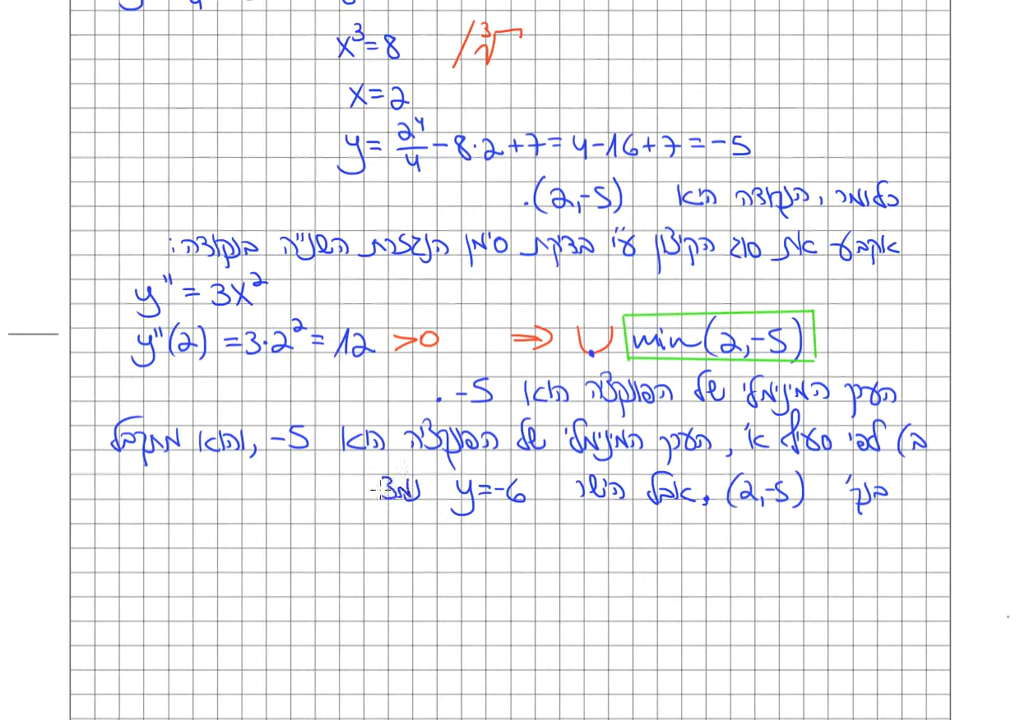 x³=8 /∛
x=2
y= 2⁴/4 -8·2+7=4-16+7=-5
כלומר, הנקודה היא (2,-5).
אקבע את סוג הקיצון ע"י בדיקת סימן הנגזרת השנייה בנקודה:
y''=3x²
y''(2)=3·2²=12 >0 ⇒ ∪ min(2,-5)
הערך המינימלי של הפונקציה הוא -5.
ב) לפי סעיף א', הערך המינימלי של הפונקציה הוא -5, והוא מתקבל
בנק' (2,-5), אבל הישר y=-6 נמצ